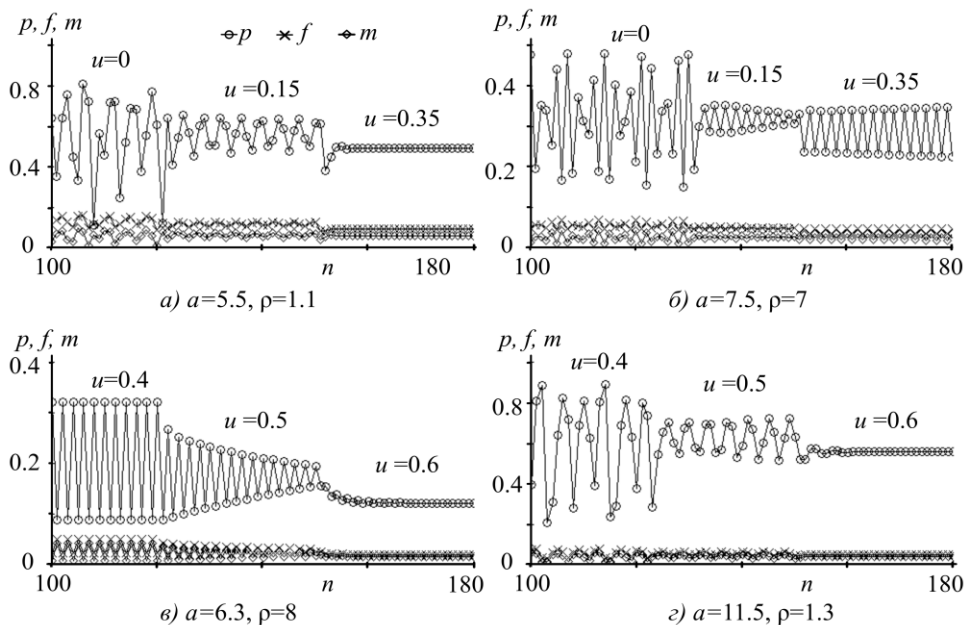 p, f, m
p f m
u=0
0.8
u = 0.15
u = 0.35
0.4
0
100 n 180
а) a=5.5, ρ=1.1
p, f, m
u=0
0.4
u = 0.15
u = 0.35
0.2
0
100 n 180
б) a=7.5, ρ=7
p, f, m
0.4
u=0.4
u =0.5
0.2
u =0.6
0
100 n 180
в) a=6.3, ρ=8
p, f, m
u=0.4
0.8
u =0.5
u =0.6
0.4
0
100 n 180
г) a=11.5, ρ=1.3